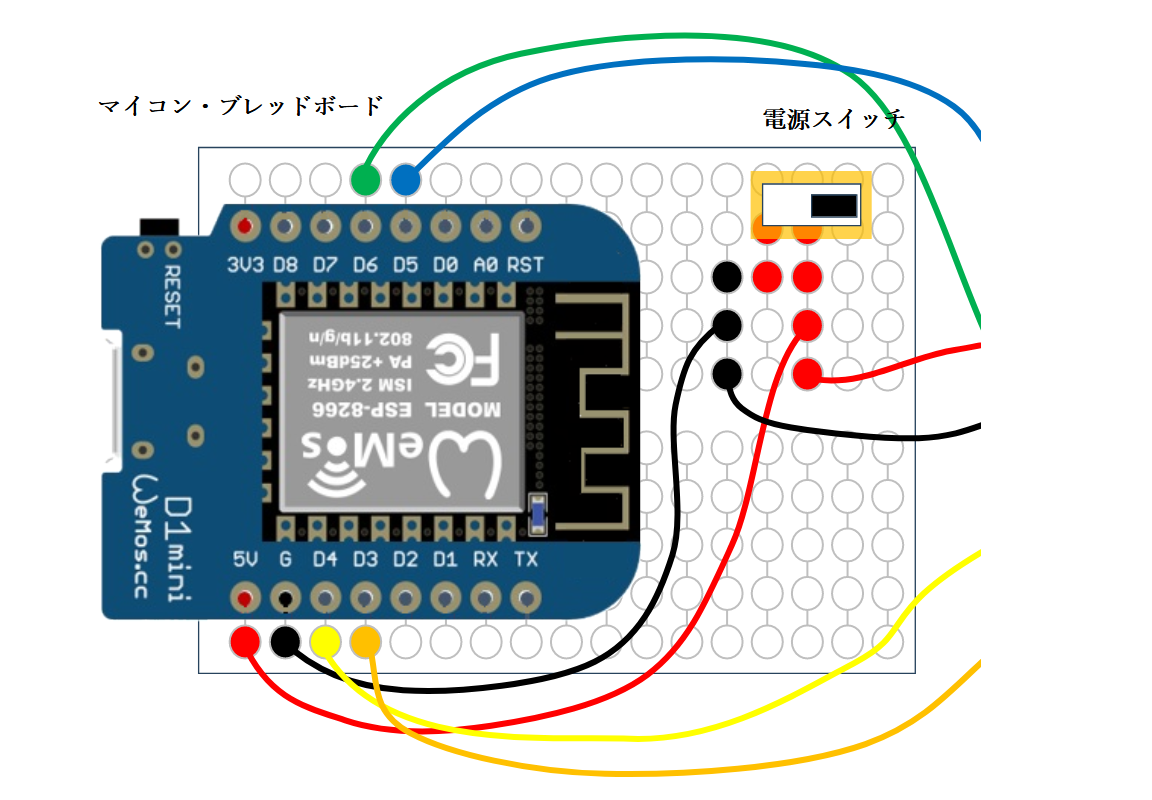 マイコン・ブレッドボード
電源スイッチ
3V3 D8 D7 D6 D5 D0 A0 RST
RESET
802.11b/g/n
PA +25dBm
ISM 2.4GHz
MODEL ESP-8266
FC
WeMos
D1 mini
WeMos.cc
5V G D4 D3 D2 D1 RX TX